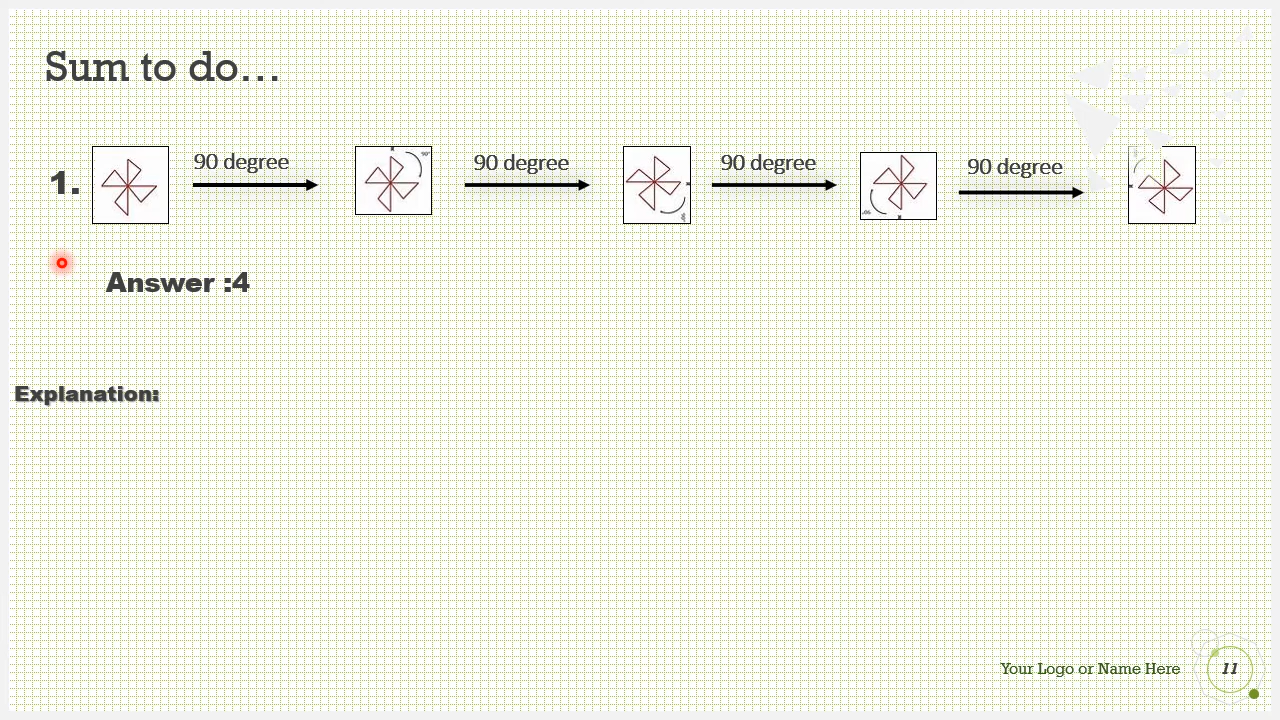 Sum to do...
90 degree
90 degree
90 degree
90 degree
1.
Answer :4
Explanation:
Your Logo or Name Here
11